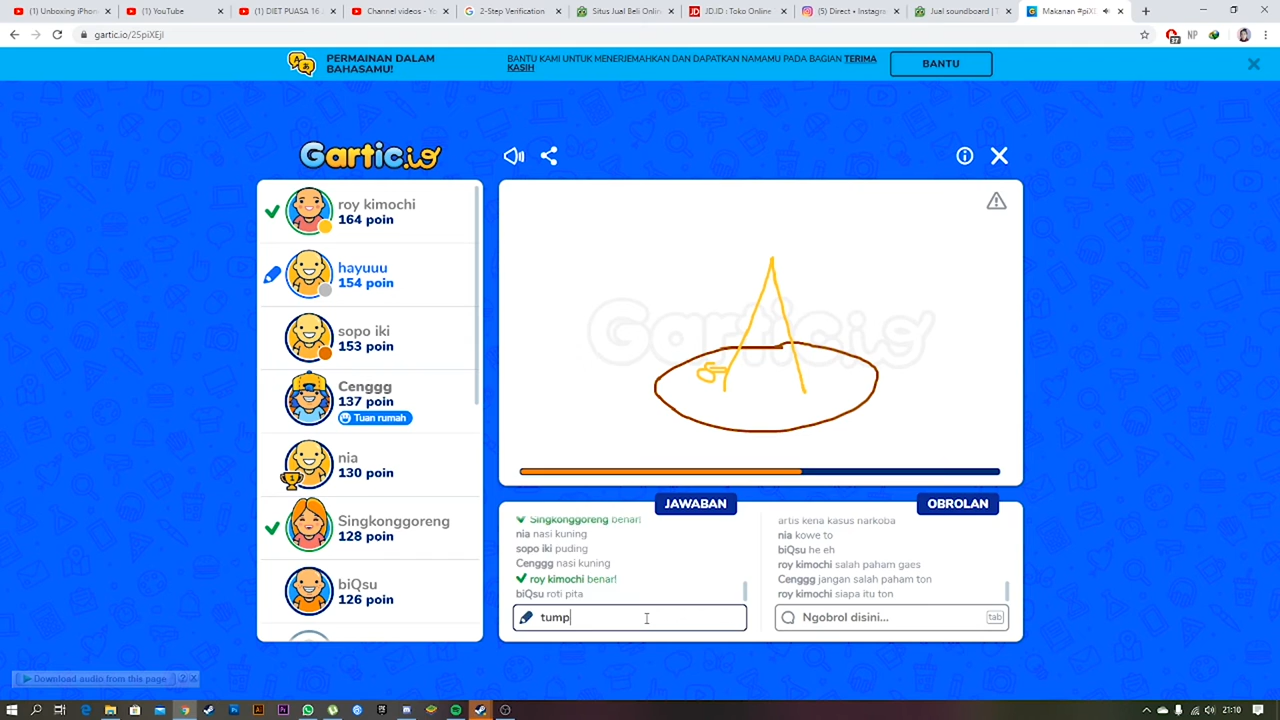 (1) Unboxing iPhon
(1) YouTube
(1) DIET PUASA 16
Channel videos - Yo
2-Step Verification
Situs Jual Beli Onlin
JD.ID : Toko Online
(5) Direct • Instagra
Jual soundboard | T
Makanan #piX
gartic.io/25piXEjI
37
NP
PERMAINAN DALAM
BAHASAMU!
BANTU KAMI UNTUK MENERJEMAHKAN DAN DAPATKAN NAMAMU PADA BAGIAN TERIMA
KASIH
BANTU
Gartic.io
roy kimochi
164 poin
hayuuu
154 poin
sopo iki
153 poin
Cenggg
137 poin
Tuan rumah
nia
130 poin
1
Singkonggoreng
128 poin
biQsu
126 poin
Gartic.io
JAWABAN
Singkonggoreng benar!
nia nasi kuning
sopo iki puding
Cenggg nasi kuning
roy kimochi benar!
biQsu roti pita
tump
OBROLAN
artis kena kasus narkoba
nia kowe to
biQsu he eh
roy kimochi salah paham gaes
Cenggg jangan salah paham ton
roy kimochi siapa itu ton
Ngobrol disini...
tab
Download audio from this page
? X
21:10